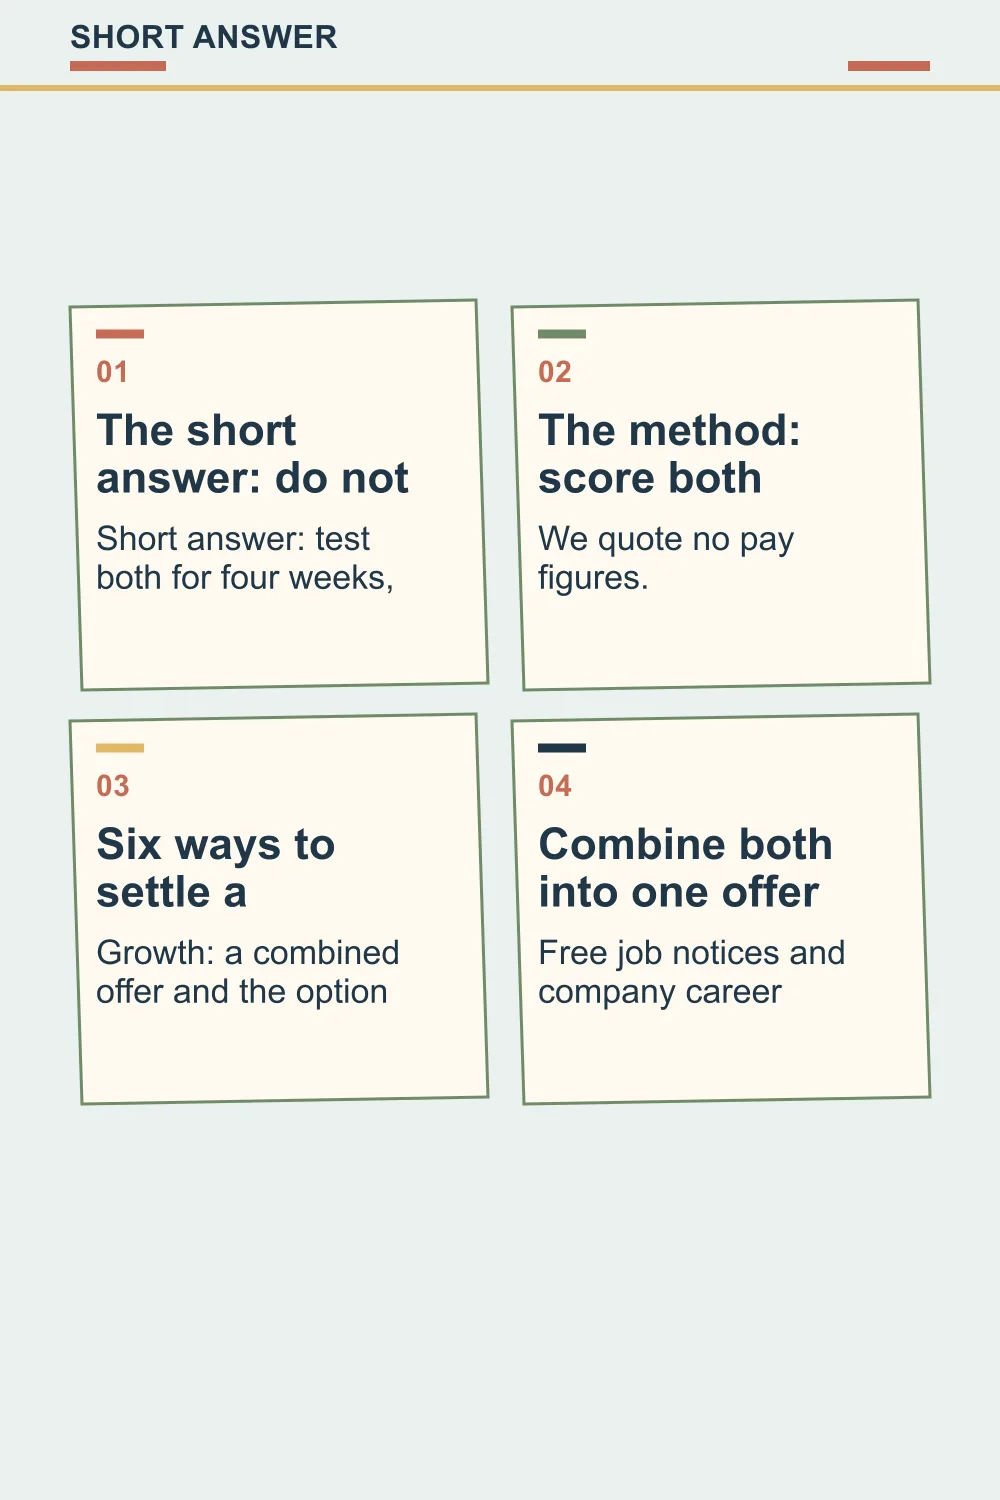 SHORT ANSWER
01
The short
answer: do not
Short answer: test
both for four weeks,
02
The method:
score both
We quote no pay
figures.
03
Six ways to
settle a
Growth: a combined
offer and the option
04
Combine both
into one offer
Free job notices and
company career